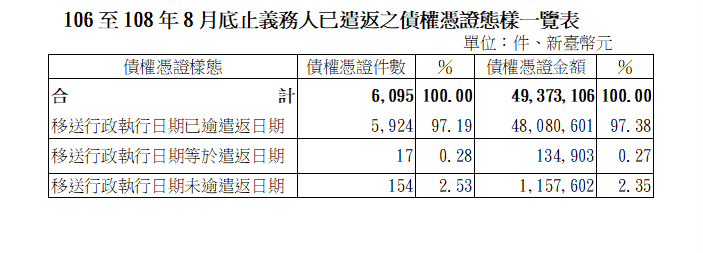 106 至 108 年 8 月底止義務人已遣返之債權憑證態樣一覽表
單位：件、新臺幣元
債權憑證樣態 債權憑證件數 % 債權憑證金額 %
合 計 6,095 100.00 49,373,106 100.00
移送行政執行日期已逾遣返日期 5,924 97.19 48,080,601 97.38
移送行政執行日期等於遣返日期 17 0.28 134,903 0.27
移送行政執行日期未逾遣返日期 154 2.53 1,157,602 2.35